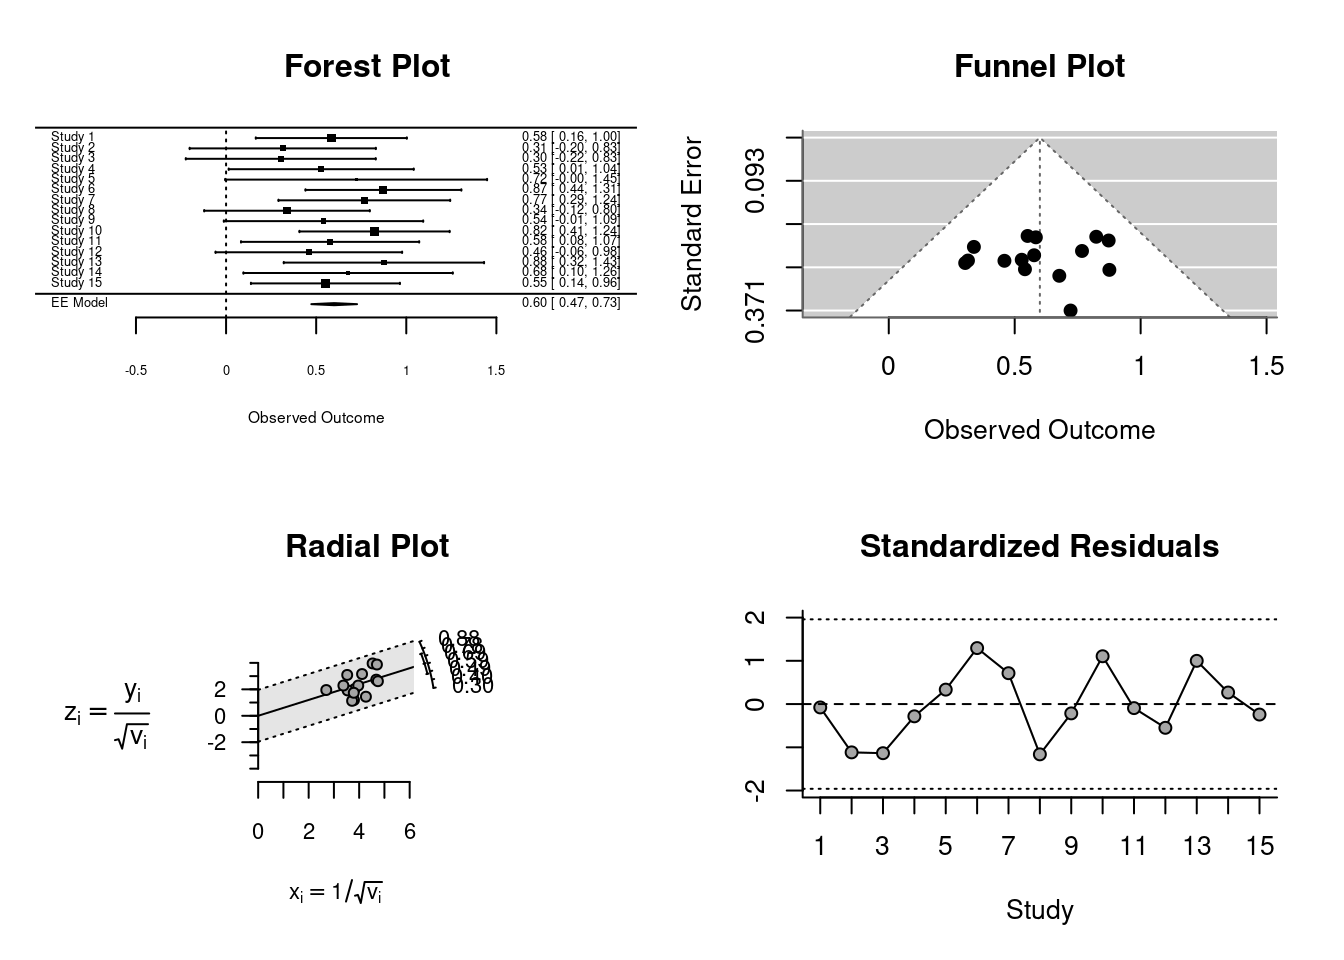 Forest Plot
Study 1 0.58 [ 0.16, 1.00]
Study 2 0.31 [-0.20, 0.83]
Study 3 0.30 [-0.22, 0.83]
Study 4 0.53 [ 0.01, 1.04]
Study 5 0.72 [-0.00, 1.45]
Study 6 0.87 [ 0.44, 1.31]
Study 7 0.77 [ 0.29, 1.24]
Study 8 0.34 [-0.12, 0.80]
Study 9 0.54 [-0.01, 1.09]
Study 10 0.82 [ 0.41, 1.24]
Study 11 0.58 [ 0.08, 1.07]
Study 12 0.46 [-0.06, 0.98]
Study 13 0.88 [ 0.32, 1.43]
Study 14 0.68 [ 0.10, 1.26]
Study 15 0.55 [ 0.14, 0.96]
EE Model 0.60 [ 0.47, 0.73]
-0.5 0 0.5 1 1.5
Observed Outcome
Funnel Plot
Standard Error
0.093
0.371
0 0.5 1 1.5
Observed Outcome
Radial Plot
zᵢ = yᵢ / √vᵢ
2
0
-2
0.88
0.30
0 2 4 6
xᵢ = 1/√vᵢ
Standardized Residuals
2
1
0
-2
1 3 5 7 9 11 13 15
Study